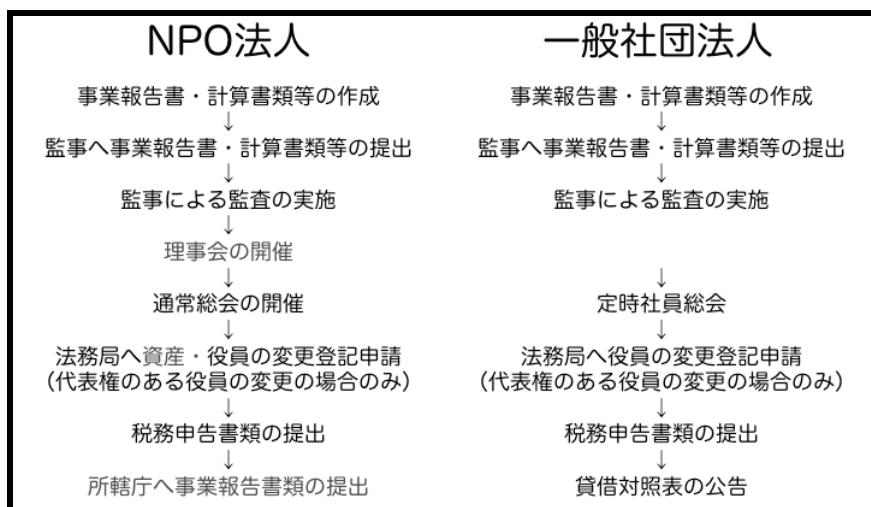 NPO法人
事業報告書・計算書類等の作成
↓
監事へ事業報告書・計算書類等の提出
↓
監事による監査の実施
↓
理事会の開催
↓
通常総会の開催
↓
法務局へ資産・役員の変更登記申請
（代表権のある役員の変更の場合のみ）
↓
税務申告書類の提出
↓
所轄庁へ事業報告書類の提出
一般社団法人
事業報告書・計算書類等の作成
↓
監事へ事業報告書・計算書類等の提出
↓
監事による監査の実施
↓
定時社員総会
↓
法務局へ役員の変更登記申請
（代表権のある役員の変更の場合のみ）
↓
税務申告書類の提出
↓
貸借対照表の公告